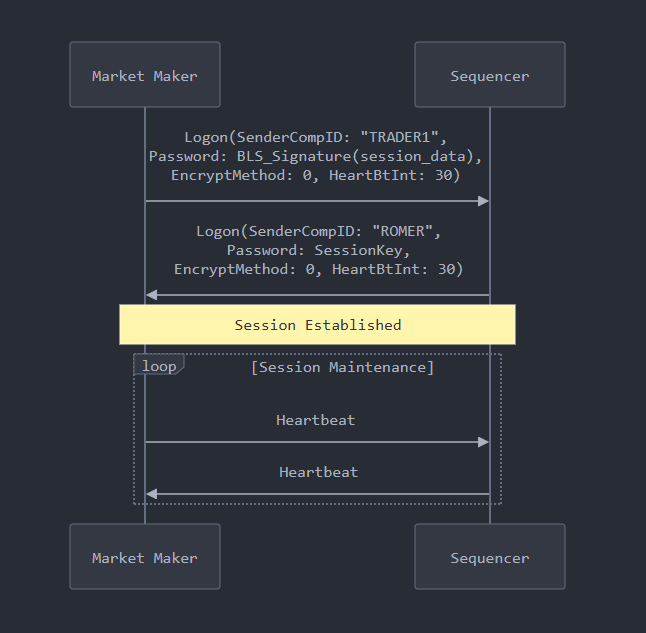 Market Maker
Sequencer
Logon(SenderCompID: "TRADER1",
Password: BLS_Signature(session_data),
EncryptMethod: 0, HeartBtInt: 30)
Logon(SenderCompID: "ROMER",
Password: SessionKey,
EncryptMethod: 0, HeartBtInt: 30)
Session Established
loop
[Session Maintenance]
Heartbeat
Heartbeat
Market Maker
Sequencer